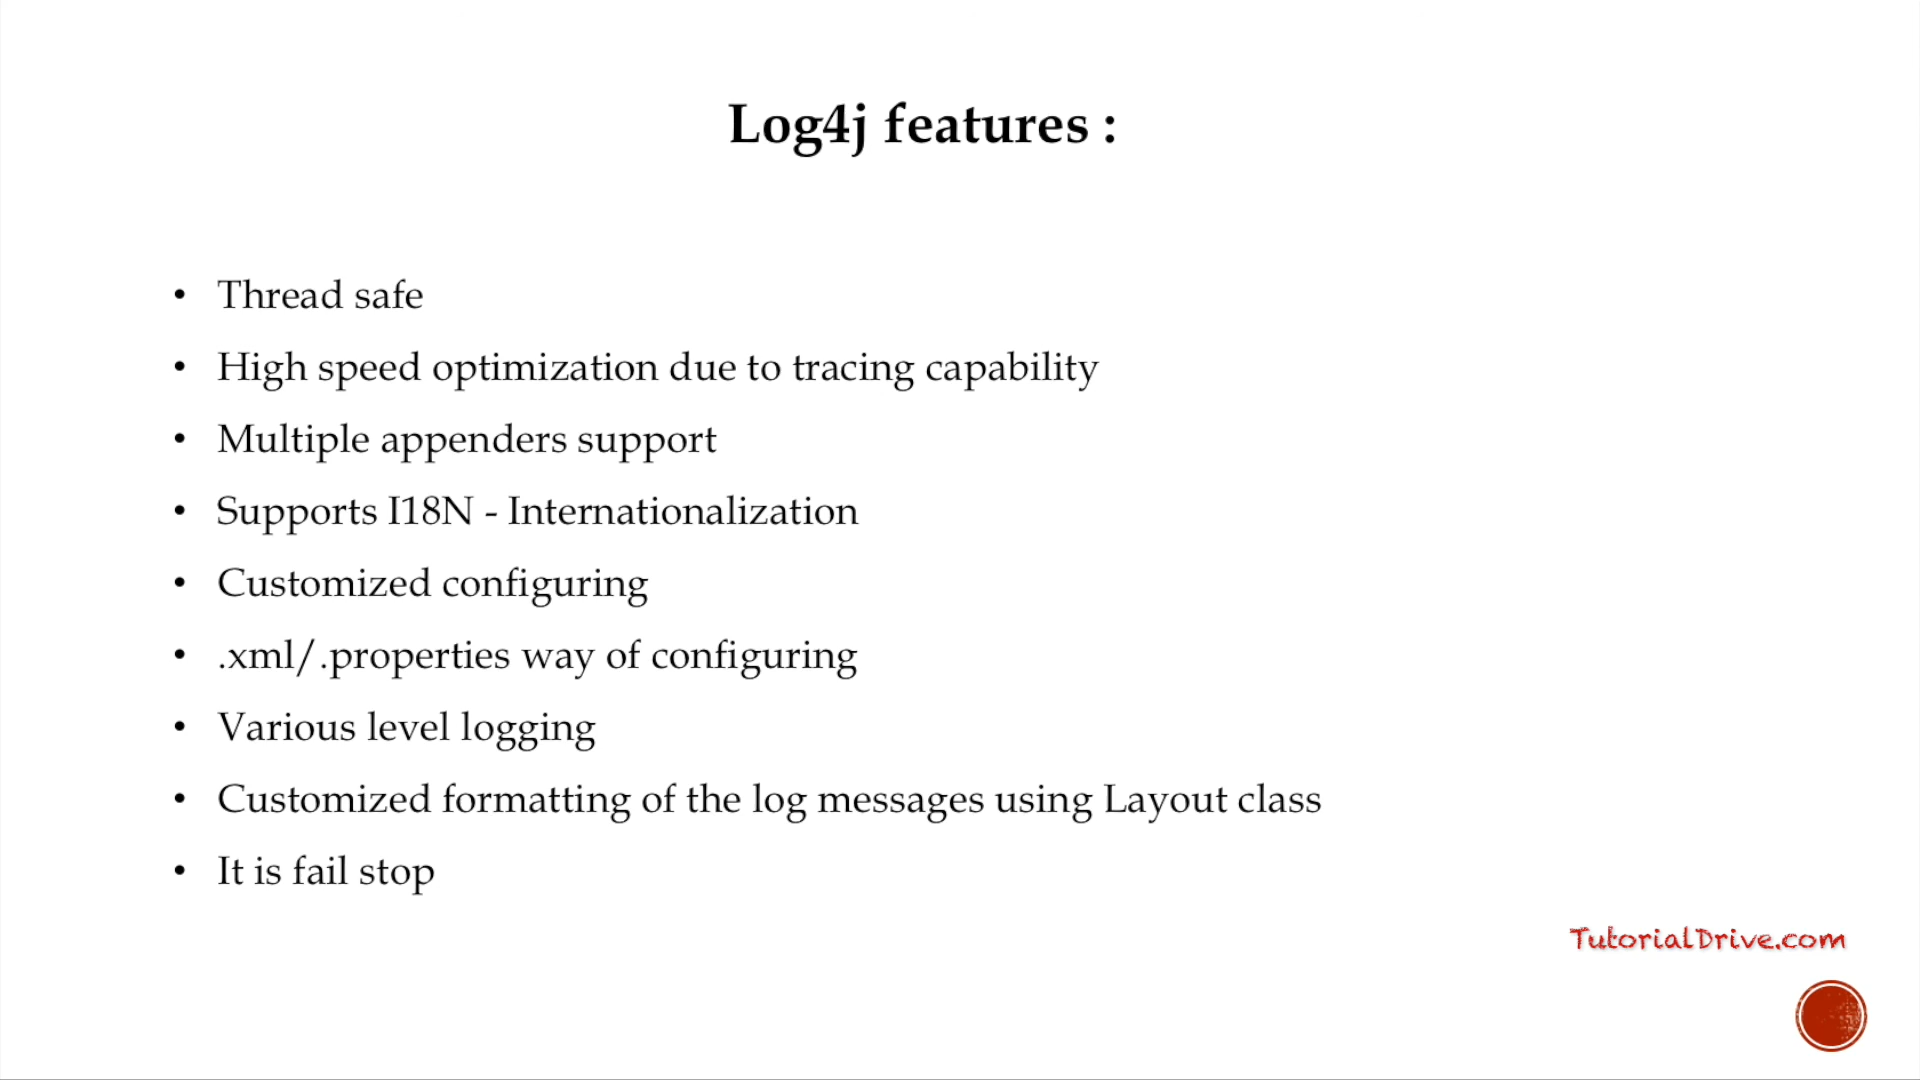 Log4j features :
• Thread safe
• High speed optimization due to tracing capability
• Multiple appenders support
• Supports I18N - Internationalization
• Customized configuring
• .xml/.properties way of configuring
• Various level logging
• Customized formatting of the log messages using Layout class
• It is fail stop
TutorialDrive.com